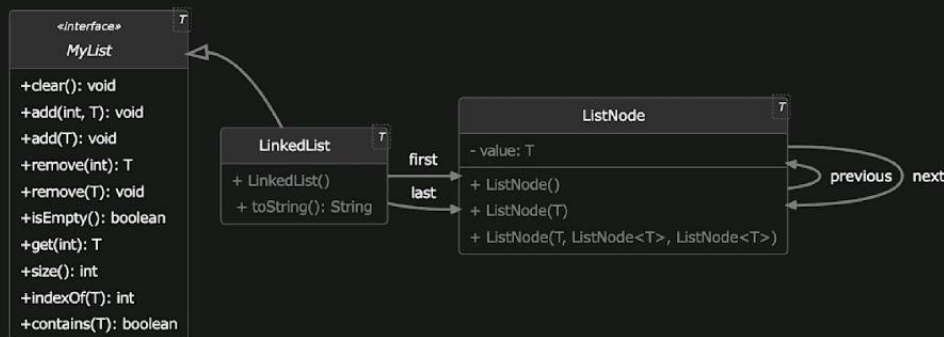 «interface»
T
MyList
+clear(): void
+add(int, T): void
+add(T): void
+remove(int): T
+remove(T): void
+isEmpty(): boolean
+get(int): T
+size(): int
+indexOf(T): int
+contains(T): boolean
LinkedList
T
+ LinkedList()
+ toString(): String
first
last
ListNode
T
- value: T
+ ListNode()
+ ListNode(T)
+ ListNode(T, ListNode<T>, ListNode<T>)
previous
next